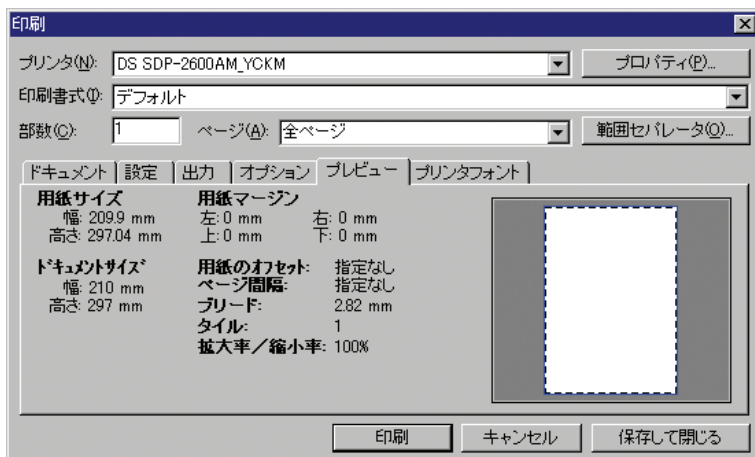 印刷
プリンタ(N): DS SDP-2600AM_YCKM プロパティ(P)...
印刷書式(I): デフォルト
部数(C): 1 ページ(A): 全ページ 範囲セパレータ(O)...
ドキュメント 設定 出力 オプション プレビュー プリンタフォント
用紙サイズ 用紙マージン
幅: 209.9 mm 左: 0 mm 右: 0 mm
高さ: 297.04 mm 上: 0 mm 下: 0 mm
ドキュメントサイズ 用紙のオフセット: 指定なし
幅: 210 mm ページ間隔: 指定なし
高さ: 297 mm ブリード: 2.82 mm
タイル: 1
拡大率/縮小率: 100%
印刷 キャンセル 保存して閉じる